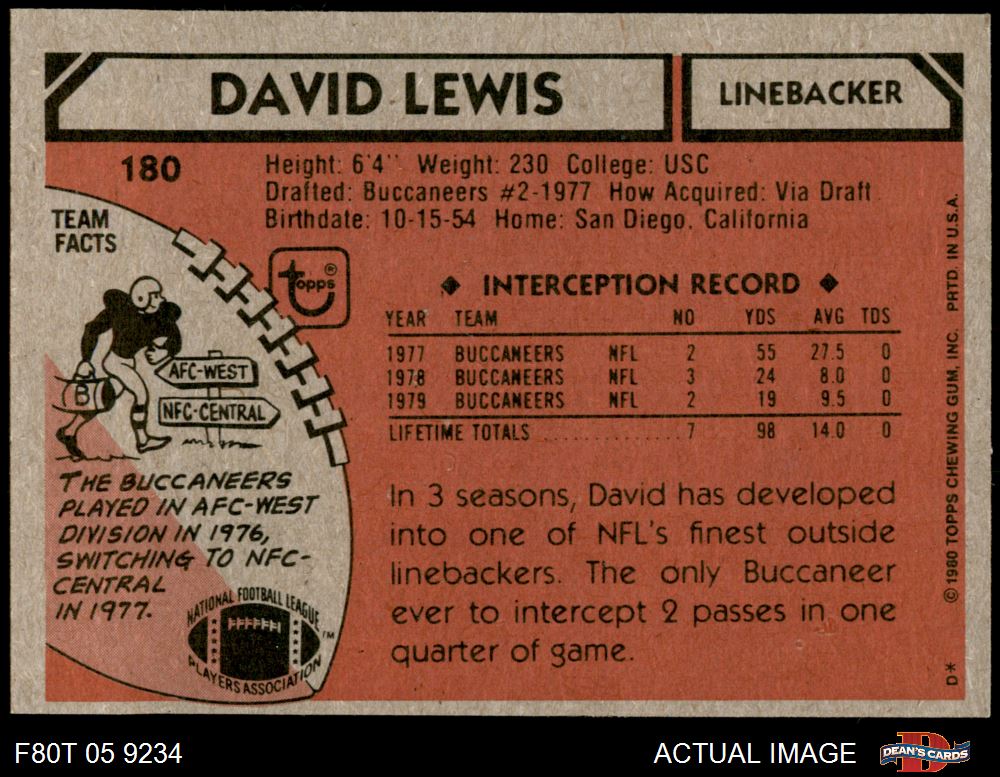 DAVID LEWIS
LINEBACKER
180
Height: 6'4" Weight: 230 College: USC
Drafted: Buccaneers #2-1977 How Acquired: Via Draft
Birthdate: 10-15-54 Home: San Diego, California
TEAM
FACTS
topps®
AFC-WEST
NFC-CENTRAL
B
THE BUCCANEERS
PLAYED IN AFC-WEST
DIVISION IN 1976,
SWITCHING TO NFC-
CENTRAL
IN 1977.
NATIONAL FOOTBALL LEAGUE
PLAYERS ASSOCIATION
TM
◆ INTERCEPTION RECORD ◆
YEAR TEAM NO YDS AVG TDS
1977 BUCCANEERS NFL 2 55 27.5 0
1978 BUCCANEERS NFL 3 24 8.0 0
1979 BUCCANEERS NFL 2 19 9.5 0
LIFETIME TOTALS ............ 7 98 14.0 0
In 3 seasons, David has developed
into one of NFL's finest outside
linebackers. The only Buccaneer
ever to intercept 2 passes in one
quarter of game.
D* ©1980 TOPPS CHEWING GUM, INC. PRTD. IN U.S.A.
F80T 05 9234
ACTUAL IMAGE
DEAN'S CARDS